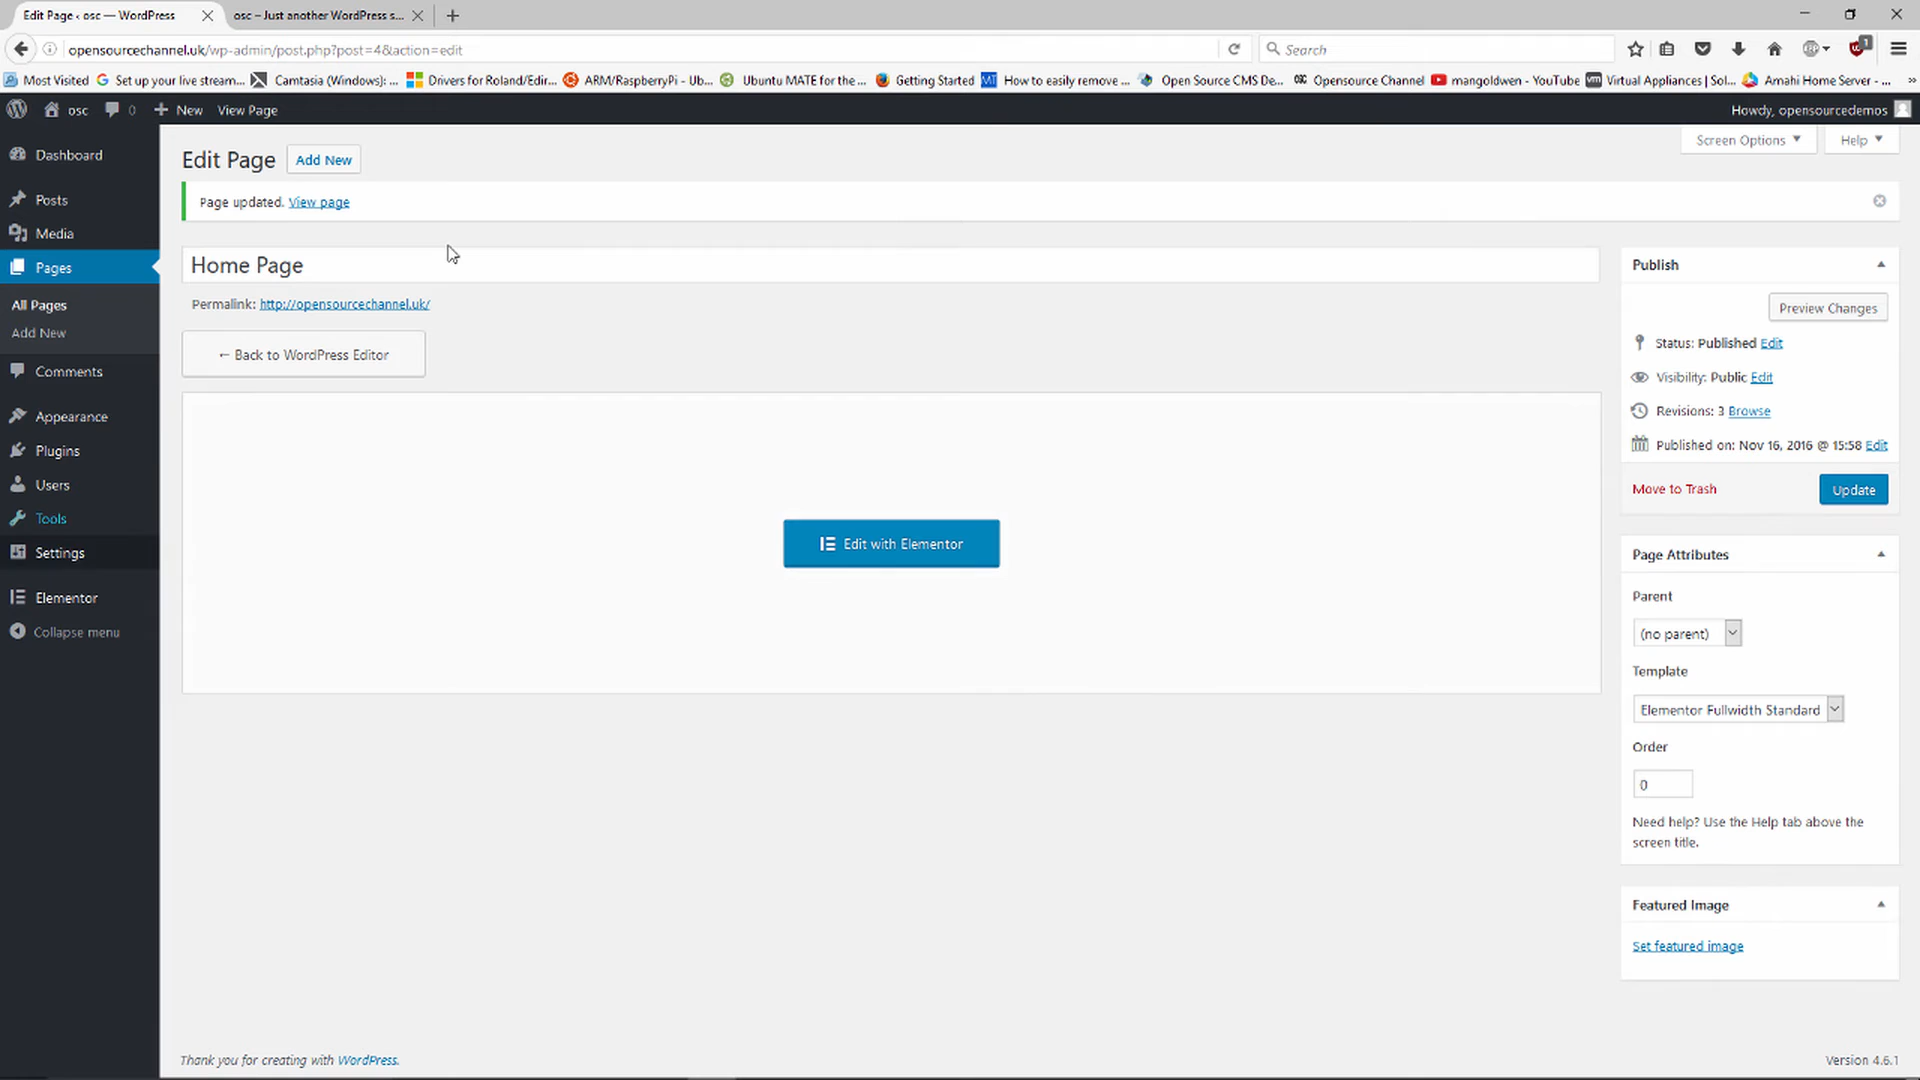 Edit Page ‹ osc — WordPress
osc – Just another WordPress s...
opensourcechannel.uk/wp-admin/post.php?post=4&action=edit
Search
1
Most Visited
Set up your live stream...
Camtasia (Windows): ...
Drivers for Roland/Edir...
ARM/RaspberryPi - Ub...
Ubuntu MATE for the ...
Getting Started
How to easily remove ...
Open Source CMS De...
Opensource Channel
mangoldwen - YouTube
Virtual Appliances | Sol...
Amahi Home Server - ...
osc
0
New
View Page
Howdy, opensourcedemos
Dashboard
Posts
Media
Pages
All Pages
Add New
Comments
Appearance
Plugins
Users
Tools
Settings
Elementor
Collapse menu
Screen Options
Help
Edit Page
Add New
Page updated. View page
Home Page
Permalink: http://opensourcechannel.uk/
← Back to WordPress Editor
Edit with Elementor
Publish
Preview Changes
Status: Published Edit
Visibility: Public Edit
Revisions: 3 Browse
Published on: Nov 16, 2016 @ 15:58 Edit
Move to Trash
Update
Page Attributes
Parent
(no parent)
Template
Elementor Fullwidth Standard
Order
0
Need help? Use the Help tab above the
screen title.
Featured Image
Set featured image
Thank you for creating with WordPress.
Version 4.6.1